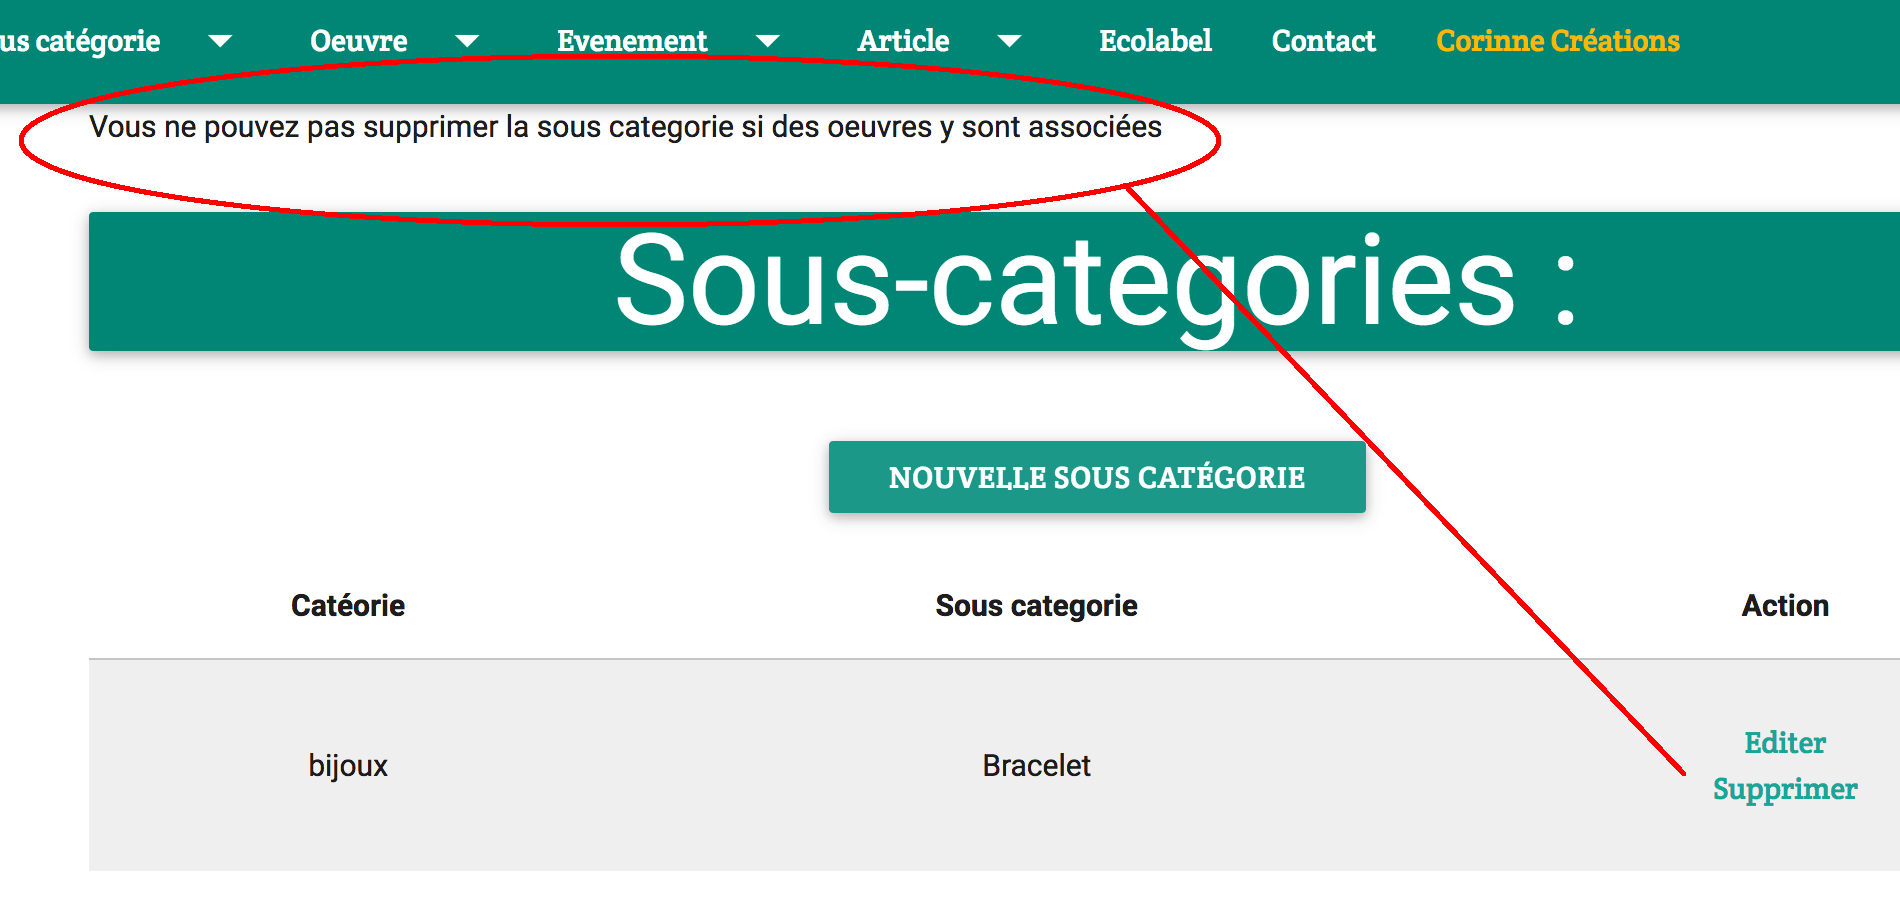 us catégorie Oeuvre Evenement Article Ecolabel Contact Corinne Créations
Vous ne pouvez pas supprimer la sous categorie si des oeuvres y sont associées
Sous-categories :
NOUVELLE SOUS CATÉGORIE
Catéorie Sous categorie Action
bijoux Bracelet Editer
Supprimer